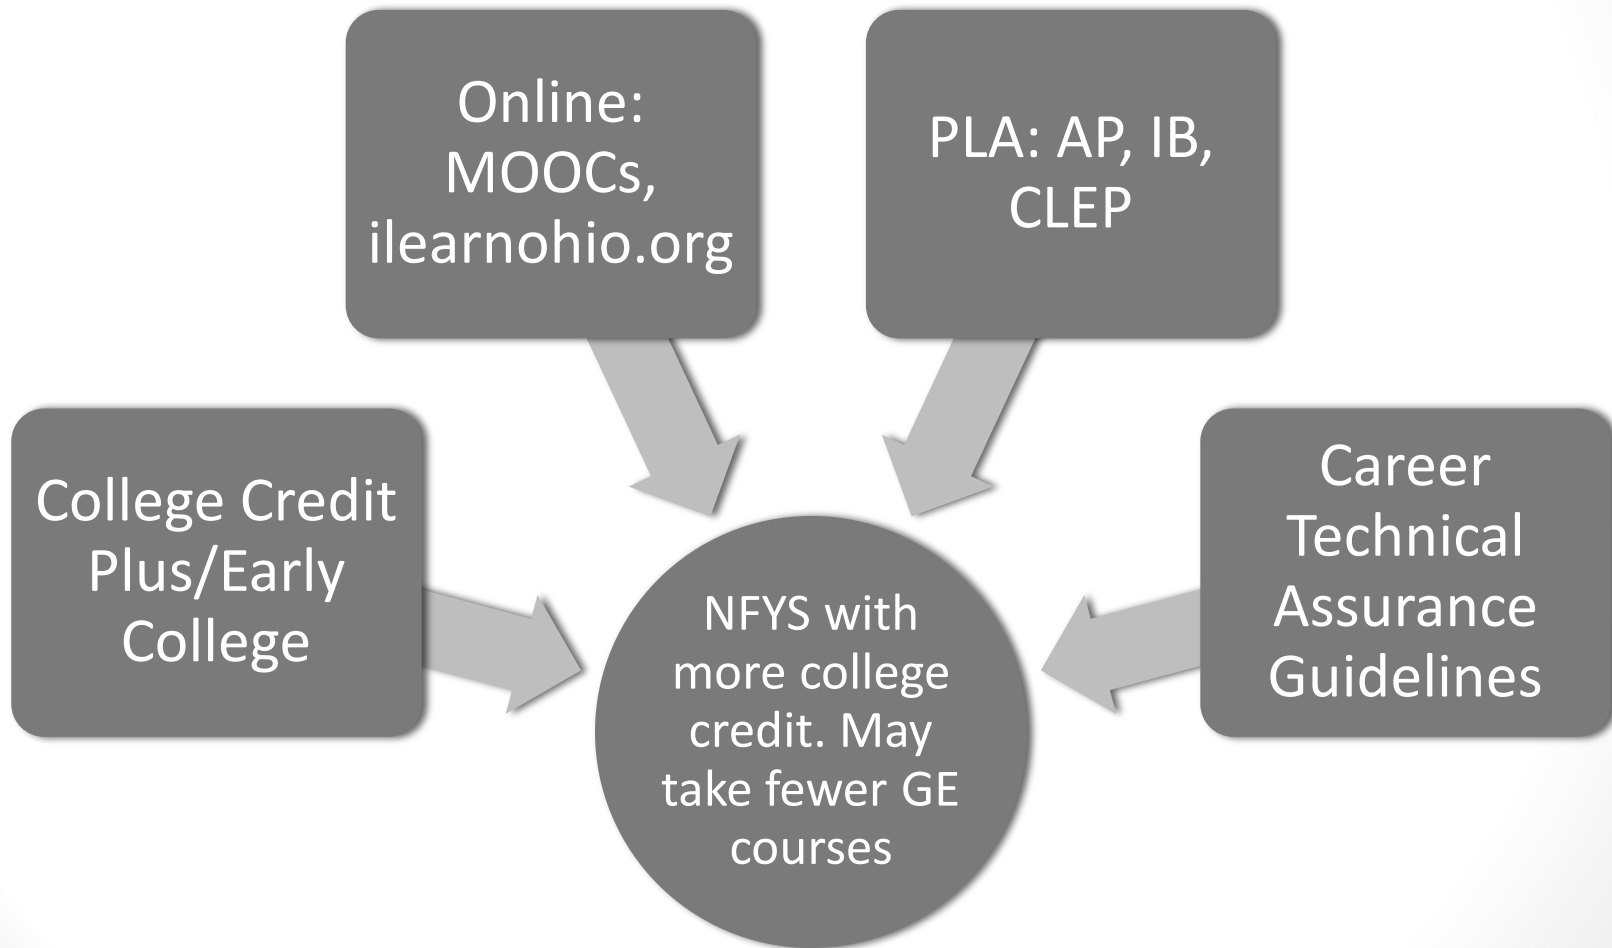 Online:
MOOCs,
ilearnohio.org
PLA: AP, IB,
CLEP
College Credit
Plus/Early
College
Career
Technical
Assurance
Guidelines
NFYS with
more college
credit. May
take fewer GE
courses